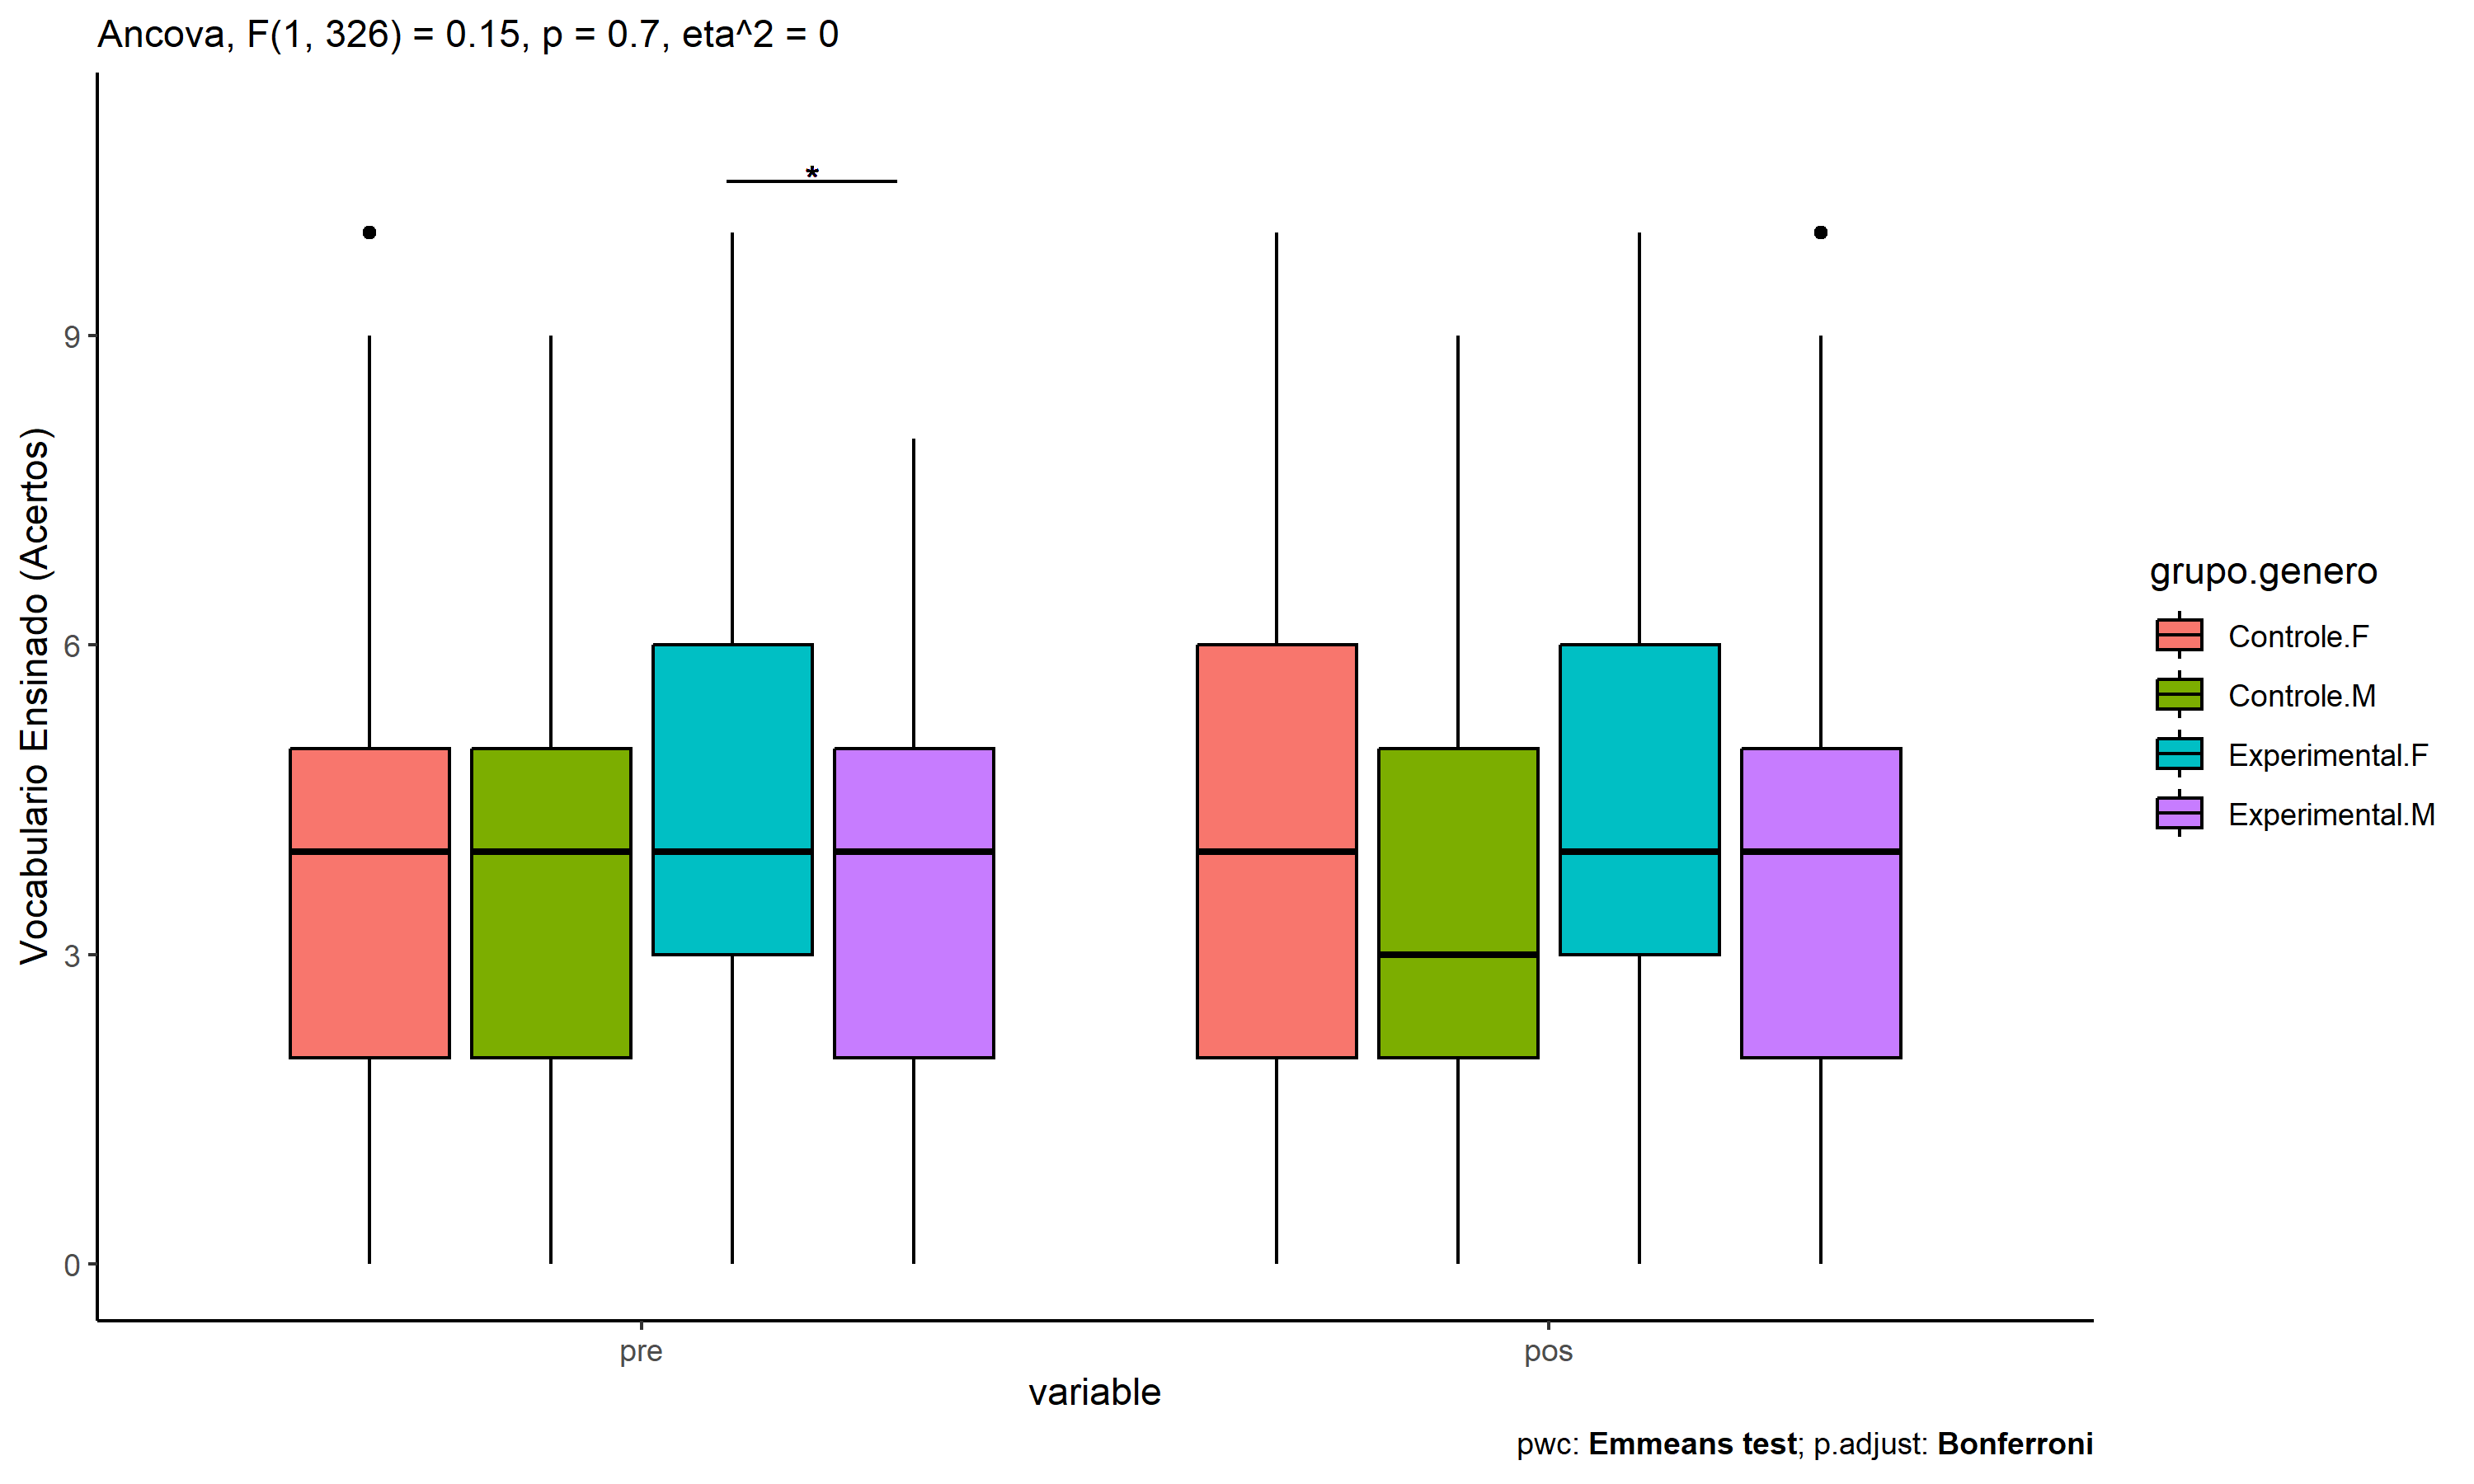 Ancova, F(1, 326) = 0.15, p = 0.7, eta^2 = 0
*
Vocabulario Ensinado (Acertos)
9
6
3
0
pre
pos
variable
grupo.genero
Controle.F
Controle.M
Experimental.F
Experimental.M
pwc: Emmeans test; p.adjust: Bonferroni